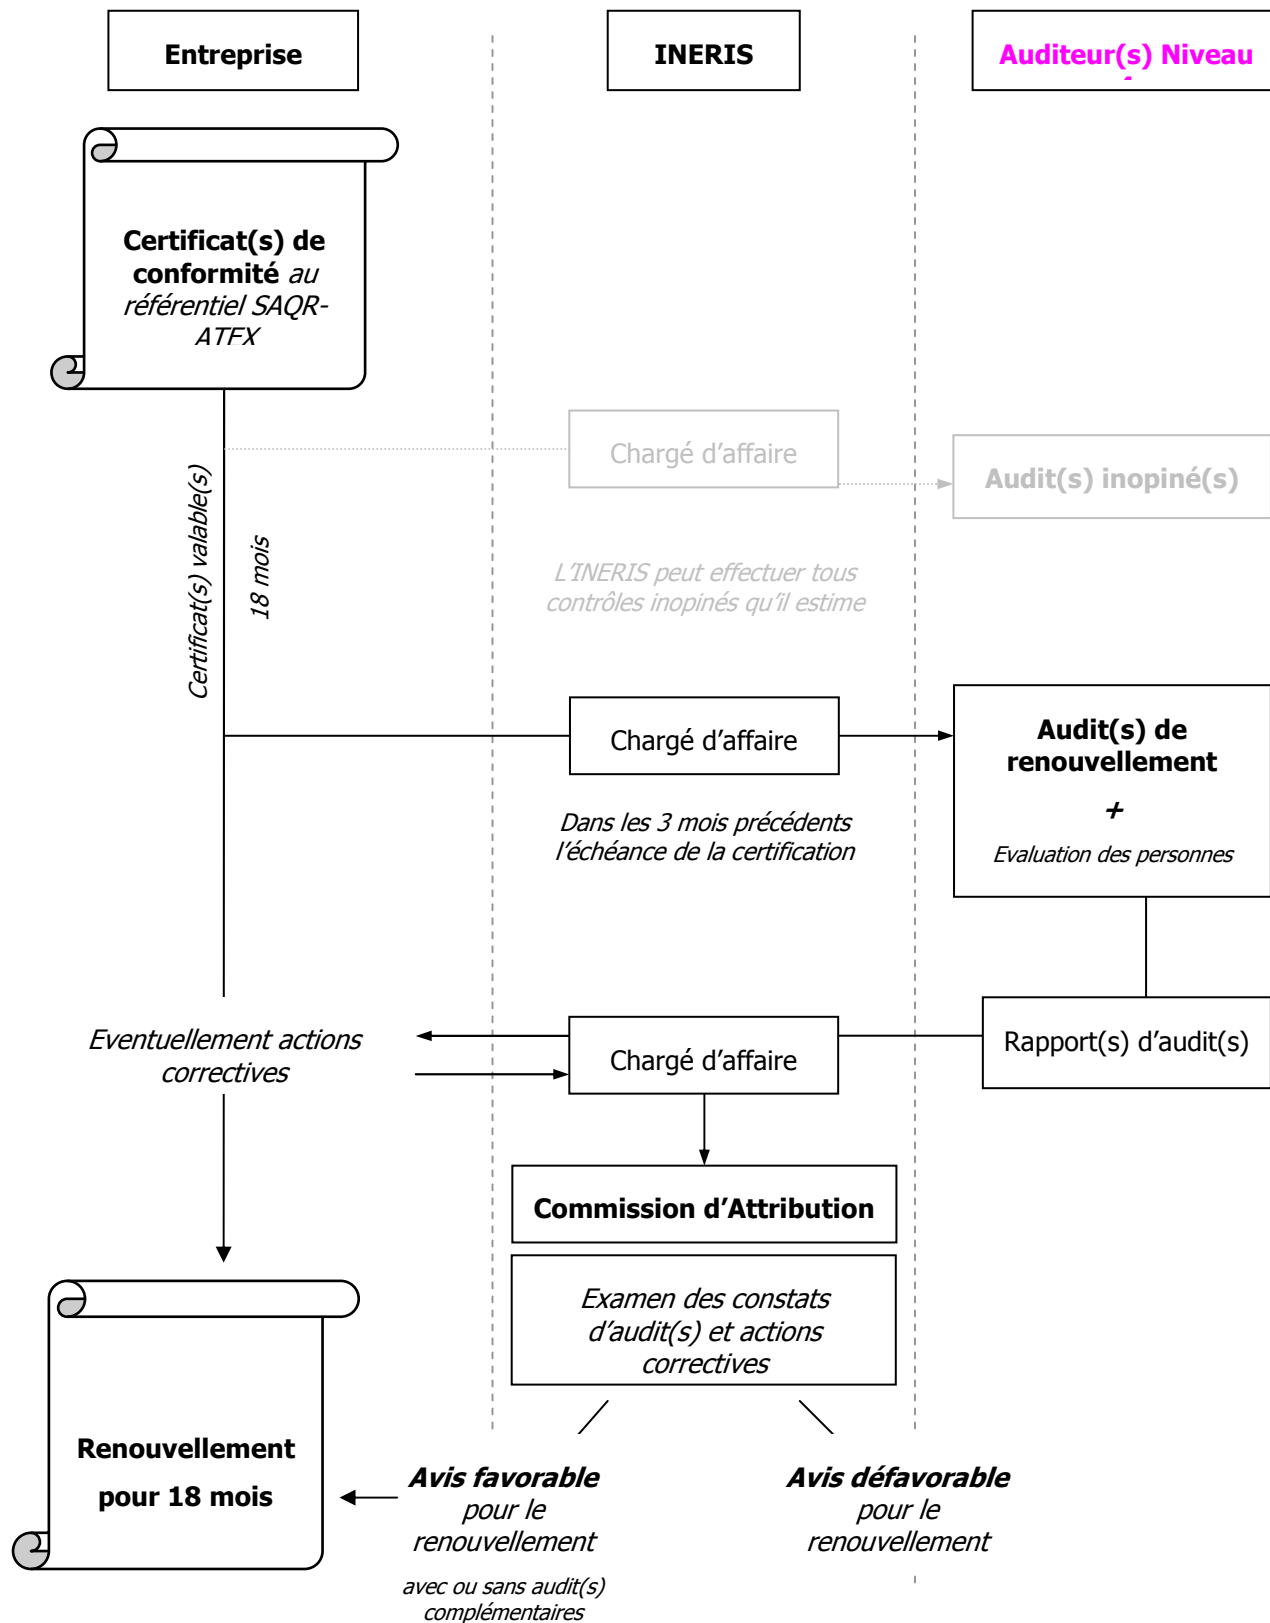 Entreprise
INERIS
Auditeur(s) Niveau
Certificat(s) de
conformité au
référentiel SAQR-
ATFX
Chargé d'affaire
Audit(s) inopiné(s)
Certificat(s) valable(s)
18 mois
L'INERIS peut effectuer tous
contrôles inopinés qu'il estime
Chargé d'affaire
Audit(s) de
renouvellement
+
Evaluation des personnes
Dans les 3 mois précédents
l'échéance de la certification
Eventuellement actions
correctives
Chargé d'affaire
Rapport(s) d'audit(s)
Commission d'Attribution
Examen des constats
d'audit(s) et actions
correctives
Renouvellement
pour 18 mois
Avis favorable
pour le
renouvellement
avec ou sans audit(s)
complémentaires
Avis défavorable
pour le
renouvellement